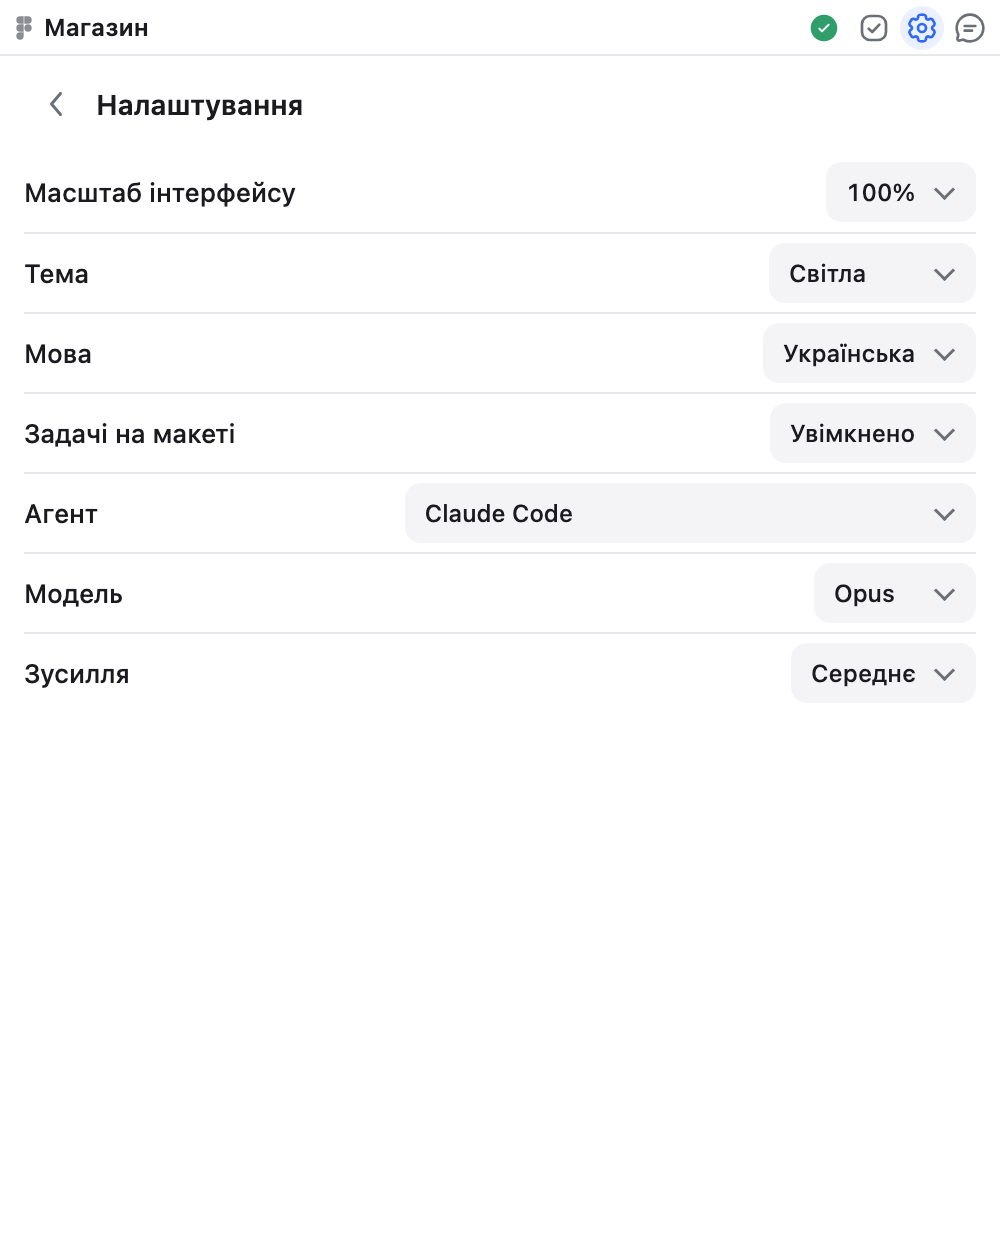 Магазин
Налаштування
Масштаб інтерфейсу
100%
Тема
Світла
Мова
Українська
Задачі на макеті
Увімкнено
Агент
Claude Code
Модель
Opus
Зусилля
Середнє